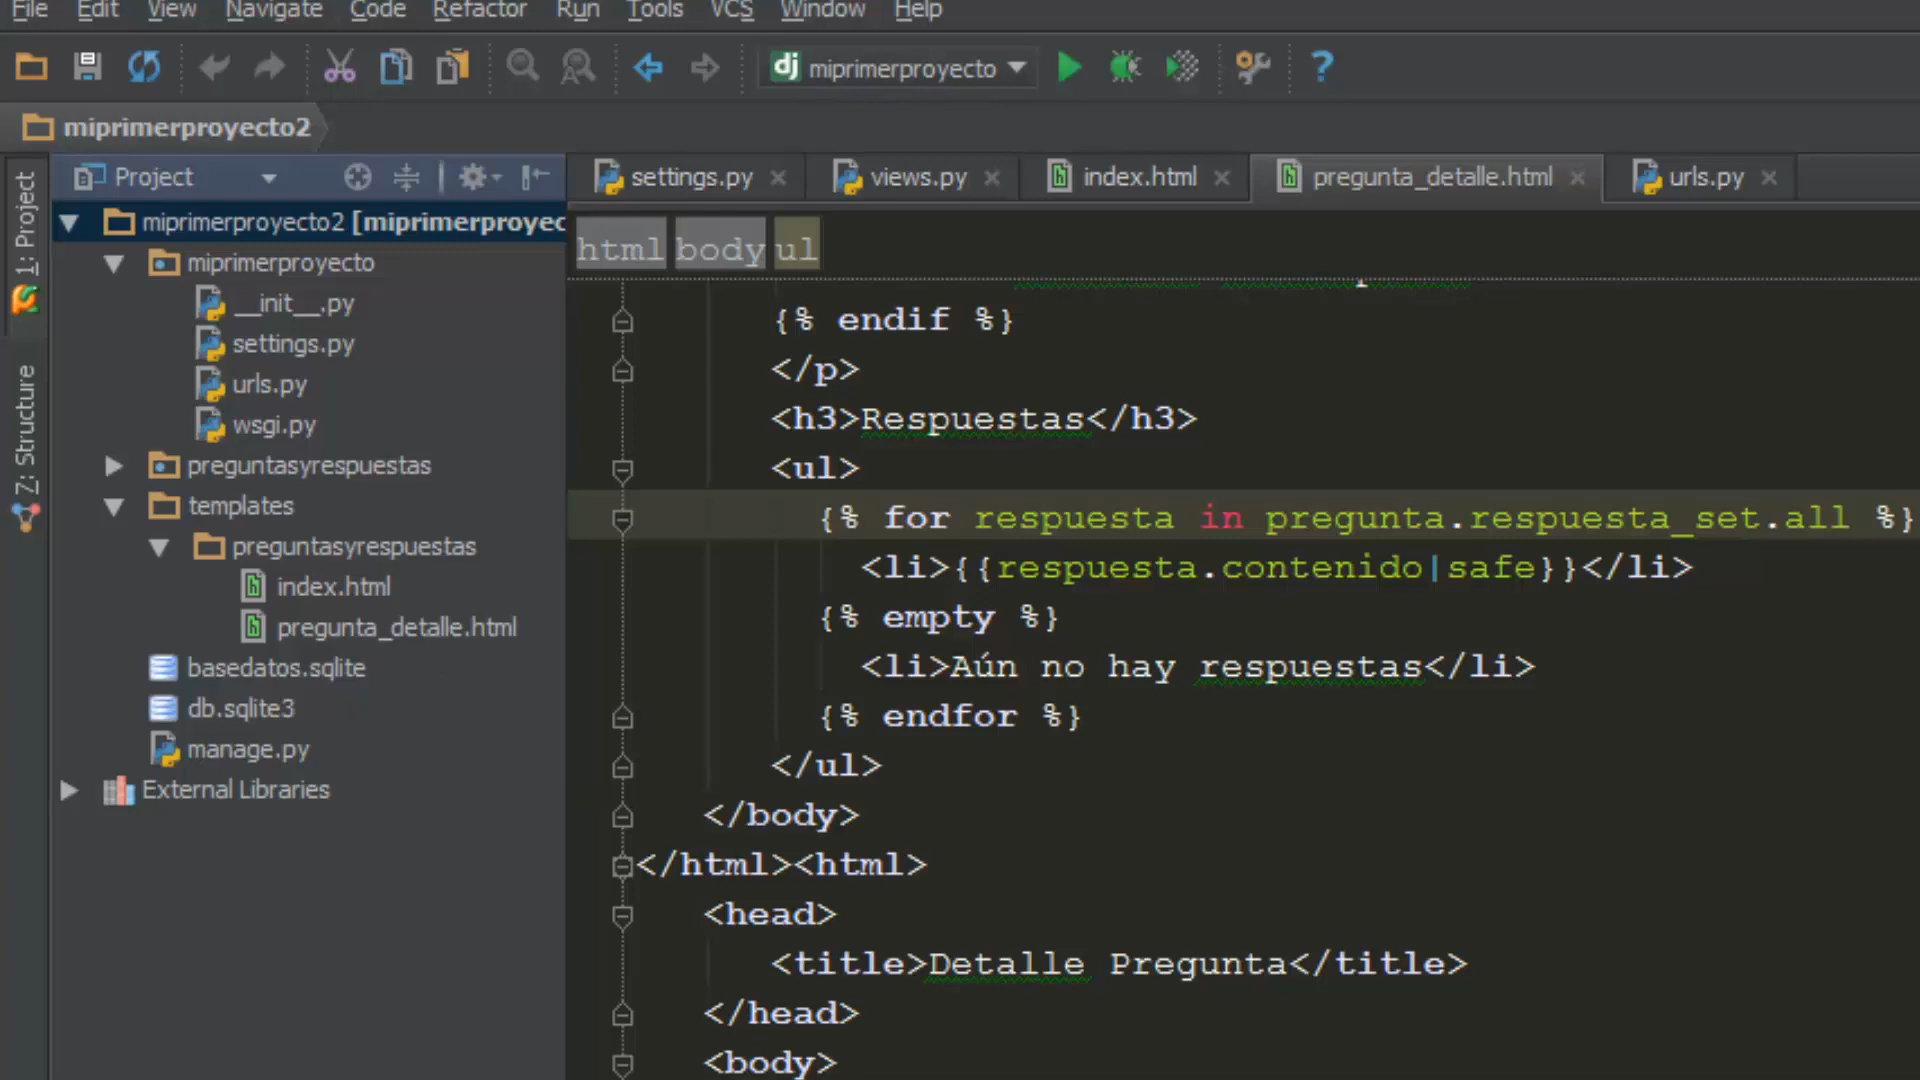 File Edit View Navigate Code Refactor Run Tools VCS Window Help
dj miprimerproyecto ?
miprimerproyecto2
1: Project
Z: Structure
Project
miprimerproyecto2 [miprimerproyec
miprimerproyecto
__init__.py
settings.py
urls.py
wsgi.py
preguntasyrespuestas
templates
preguntasyrespuestas
index.html
pregunta_detalle.html
basedatos.sqlite
db.sqlite3
manage.py
External Libraries
settings.py views.py index.html pregunta_detalle.html urls.py
html body ul
{% endif %}
</p>
<h3>Respuestas</h3>
<ul>
{% for respuesta in pregunta.respuesta_set.all %}
<li>{{respuesta.contenido|safe}}</li>
{% empty %}
<li>Aún no hay respuestas</li>
{% endfor %}
</ul>
</body>
</html><html>
<head>
<title>Detalle Pregunta</title>
</head>
<body>